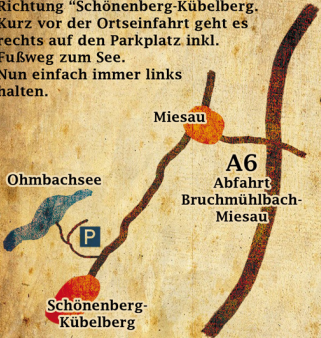 Richtung “Schönenberg-Kübelberg.
Kurz vor der Ortseinfahrt geht es
rechts auf den Parkplatz inkl.
Fußweg zum See.
Nun einfach immer links
halten.
Miesau
A6
Abfahrt
Bruchmühlbach-
Miesau
Ohmbachsee
P
Schönenberg-
Kübelberg